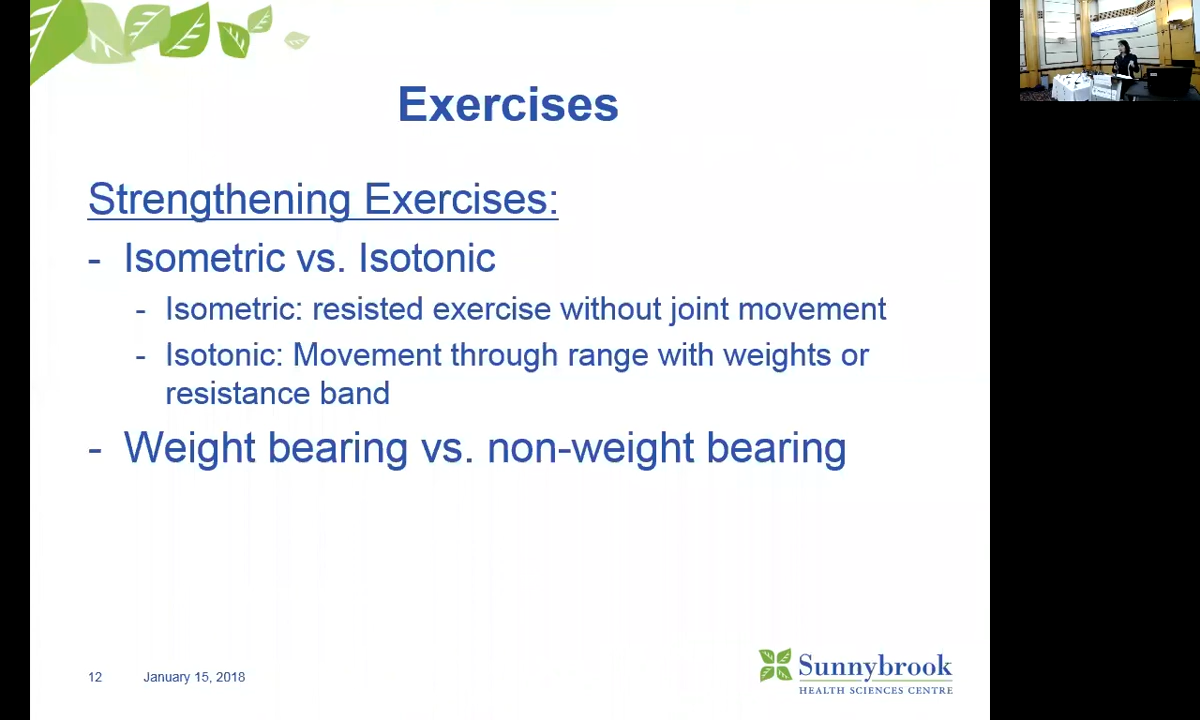 Exercises
Strengthening Exercises:
- Isometric vs. Isotonic
- Isometric: resisted exercise without joint movement
- Isotonic: Movement through range with weights or
resistance band
- Weight bearing vs. non-weight bearing
12 January 15, 2018
Sunnybrook
HEALTH SCIENCES CENTRE